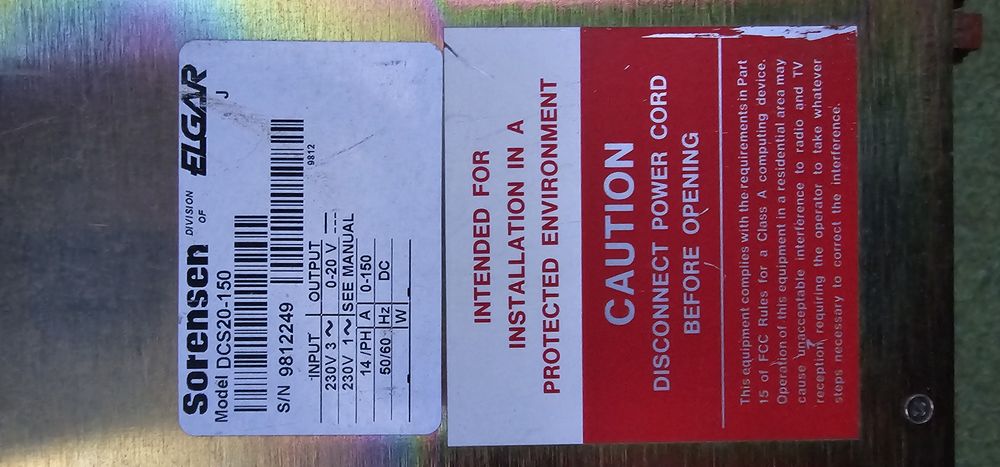 Sorensen DIVISION OF ELGAR
Model DCS20-150 J
S/N 9812249 9812
INPUT OUTPUT
230V 3 ~ 0-20 V
230V 1 ~ SEE MANUAL
14 /PH A 0-150
50/60 Hz DC
W
INTENDED FOR
INSTALLATION IN A
PROTECTED ENVIRONMENT
CAUTION
DISCONNECT POWER CORD
BEFORE OPENING
This equipment complies with the requirements in Part
15 of FCC Rules for a Class A computing device.
Operation of this equipment in a residential area may
cause unacceptable interference to radio and TV
reception requiring the operator to take whatever
steps necessary to correct the interference.